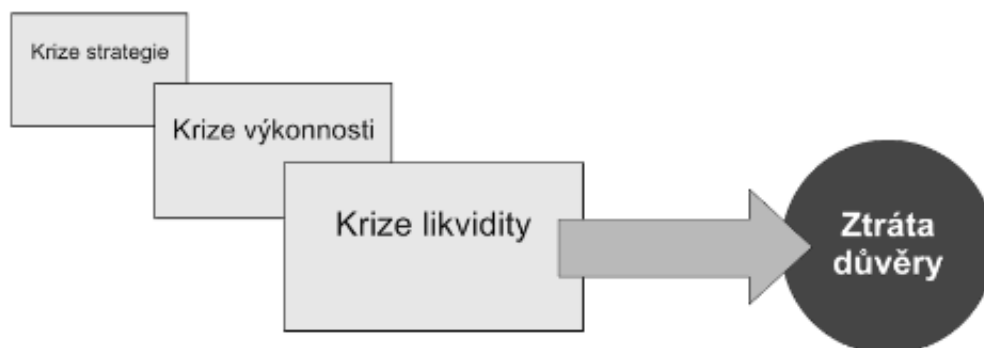 Krize strategie
Krize výkonnosti
Krize likvidity
Ztráta
důvěry